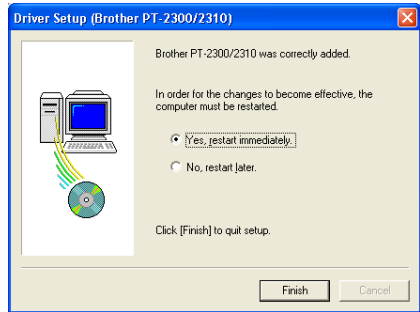 Driver Setup (Brother PT-2300/2310)
Brother PT-2300/2310 was correctly added.
In order for the changes to become effective, the
computer must be restarted.
Yes, restart immediately.
No, restart later.
Click [Finish] to quit setup.
Finish
Cancel